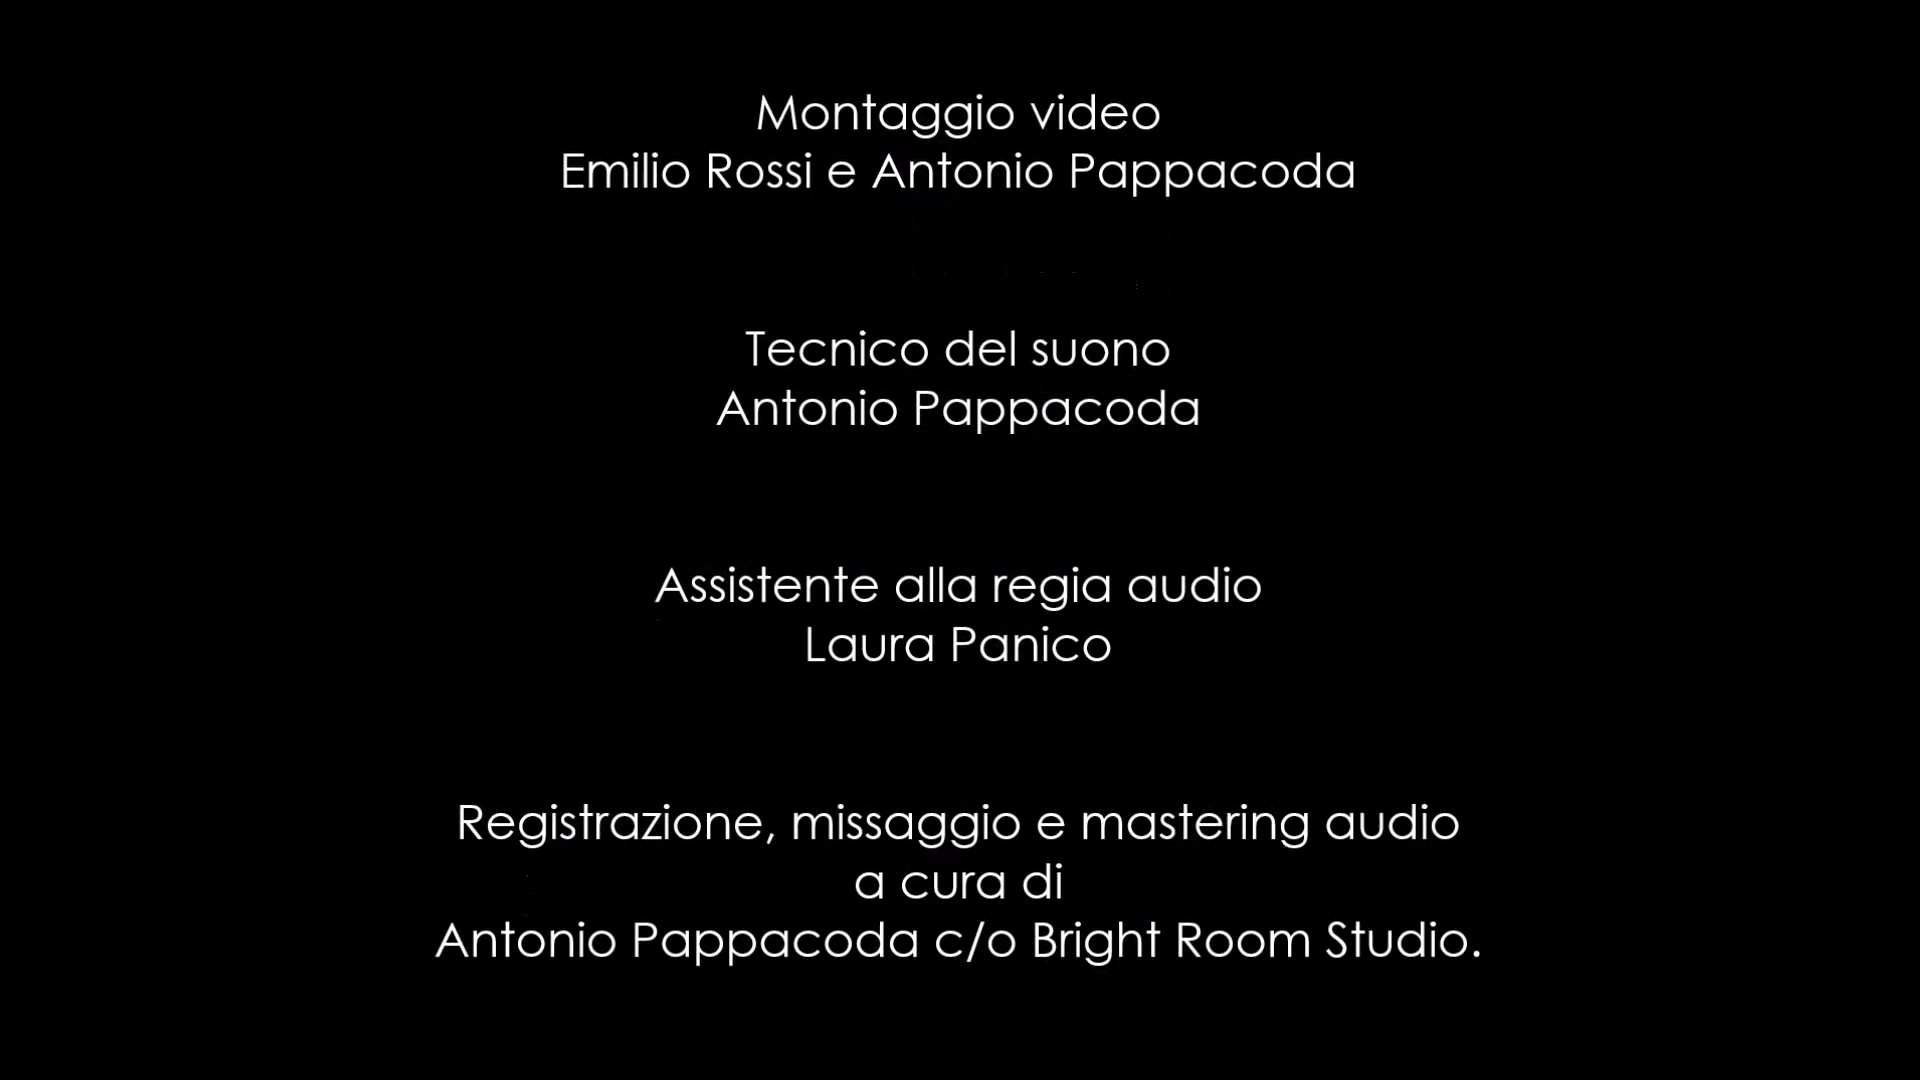 Montaggio video
Emilio Rossi e Antonio Pappacoda
Tecnico del suono
Antonio Pappacoda
Assistente alla regia audio
Laura Panico
Registrazione, missaggio e mastering audio
a cura di
Antonio Pappacoda c/o Bright Room Studio.